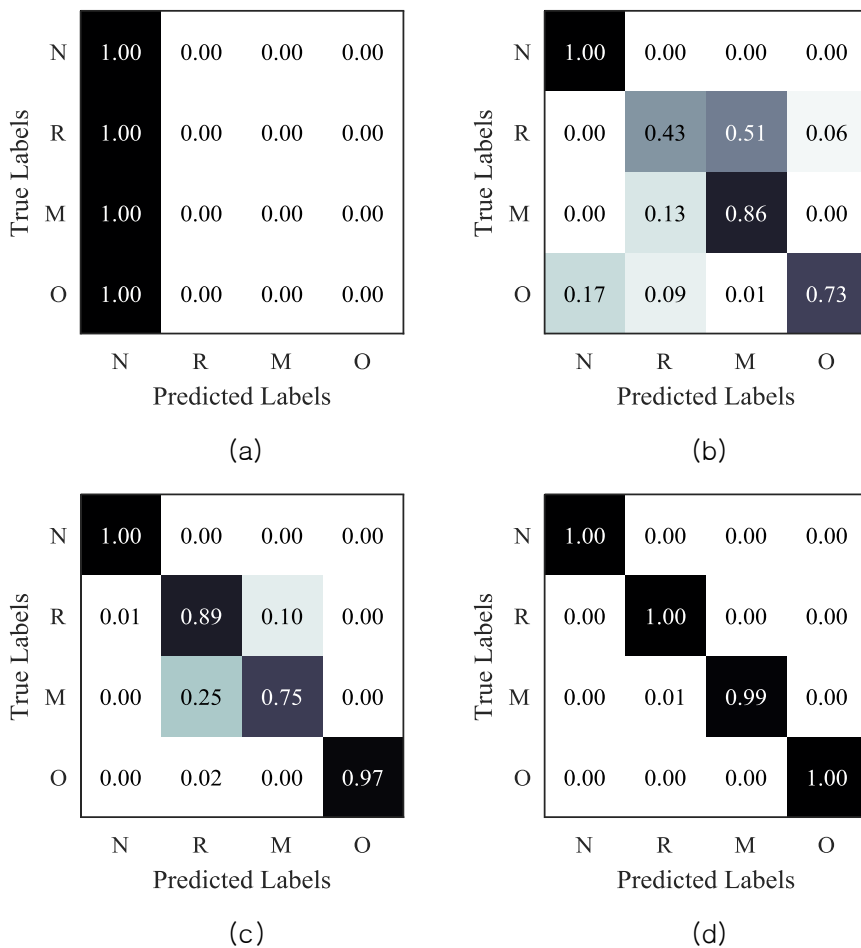 N 1.00 0.00 0.00 0.00
R 1.00 0.00 0.00 0.00
M 1.00 0.00 0.00 0.00
O 1.00 0.00 0.00 0.00
N R M O
True Labels
Predicted Labels
(a)
N 1.00 0.00 0.00 0.00
R 0.00 0.43 0.51 0.06
M 0.00 0.13 0.86 0.00
O 0.17 0.09 0.01 0.73
N R M O
True Labels
Predicted Labels
(b)
N 1.00 0.00 0.00 0.00
R 0.01 0.89 0.10 0.00
M 0.00 0.25 0.75 0.00
O 0.00 0.02 0.00 0.97
N R M O
True Labels
Predicted Labels
(c)
N 1.00 0.00 0.00 0.00
R 0.00 1.00 0.00 0.00
M 0.00 0.01 0.99 0.00
O 0.00 0.00 0.00 1.00
N R M O
True Labels
Predicted Labels
(d)